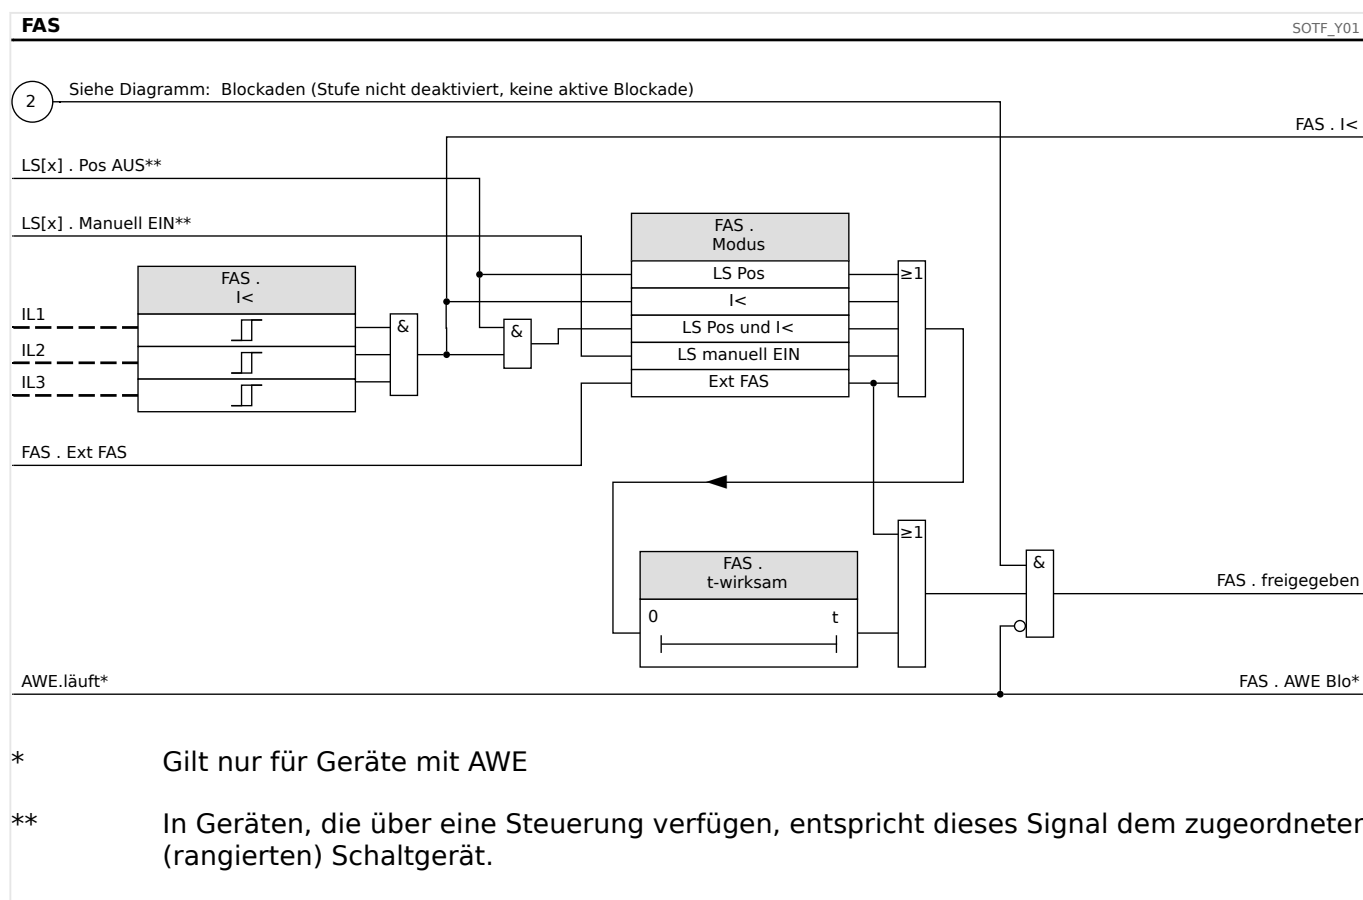 FAS
SOTF_Y01
2
Siehe Diagramm: Blockaden (Stufe nicht deaktiviert, keine aktive Blockade)
FAS . I<
LS[x] . Pos AUS**
LS[x] . Manuell EIN**
FAS .
Modus
LS Pos
I<
LS Pos und I<
LS manuell EIN
Ext FAS
≥1
FAS .
I<
IL1
IL2
IL3
&
&
FAS . Ext FAS
≥1
FAS .
t-wirksam
0
t
&
FAS . freigegeben
AWE.läuft*
FAS . AWE Blo*
* Gilt nur für Geräte mit AWE
** In Geräten, die über eine Steuerung verfügen, entspricht dieses Signal dem zugeordneten
(rangierten) Schaltgerät.